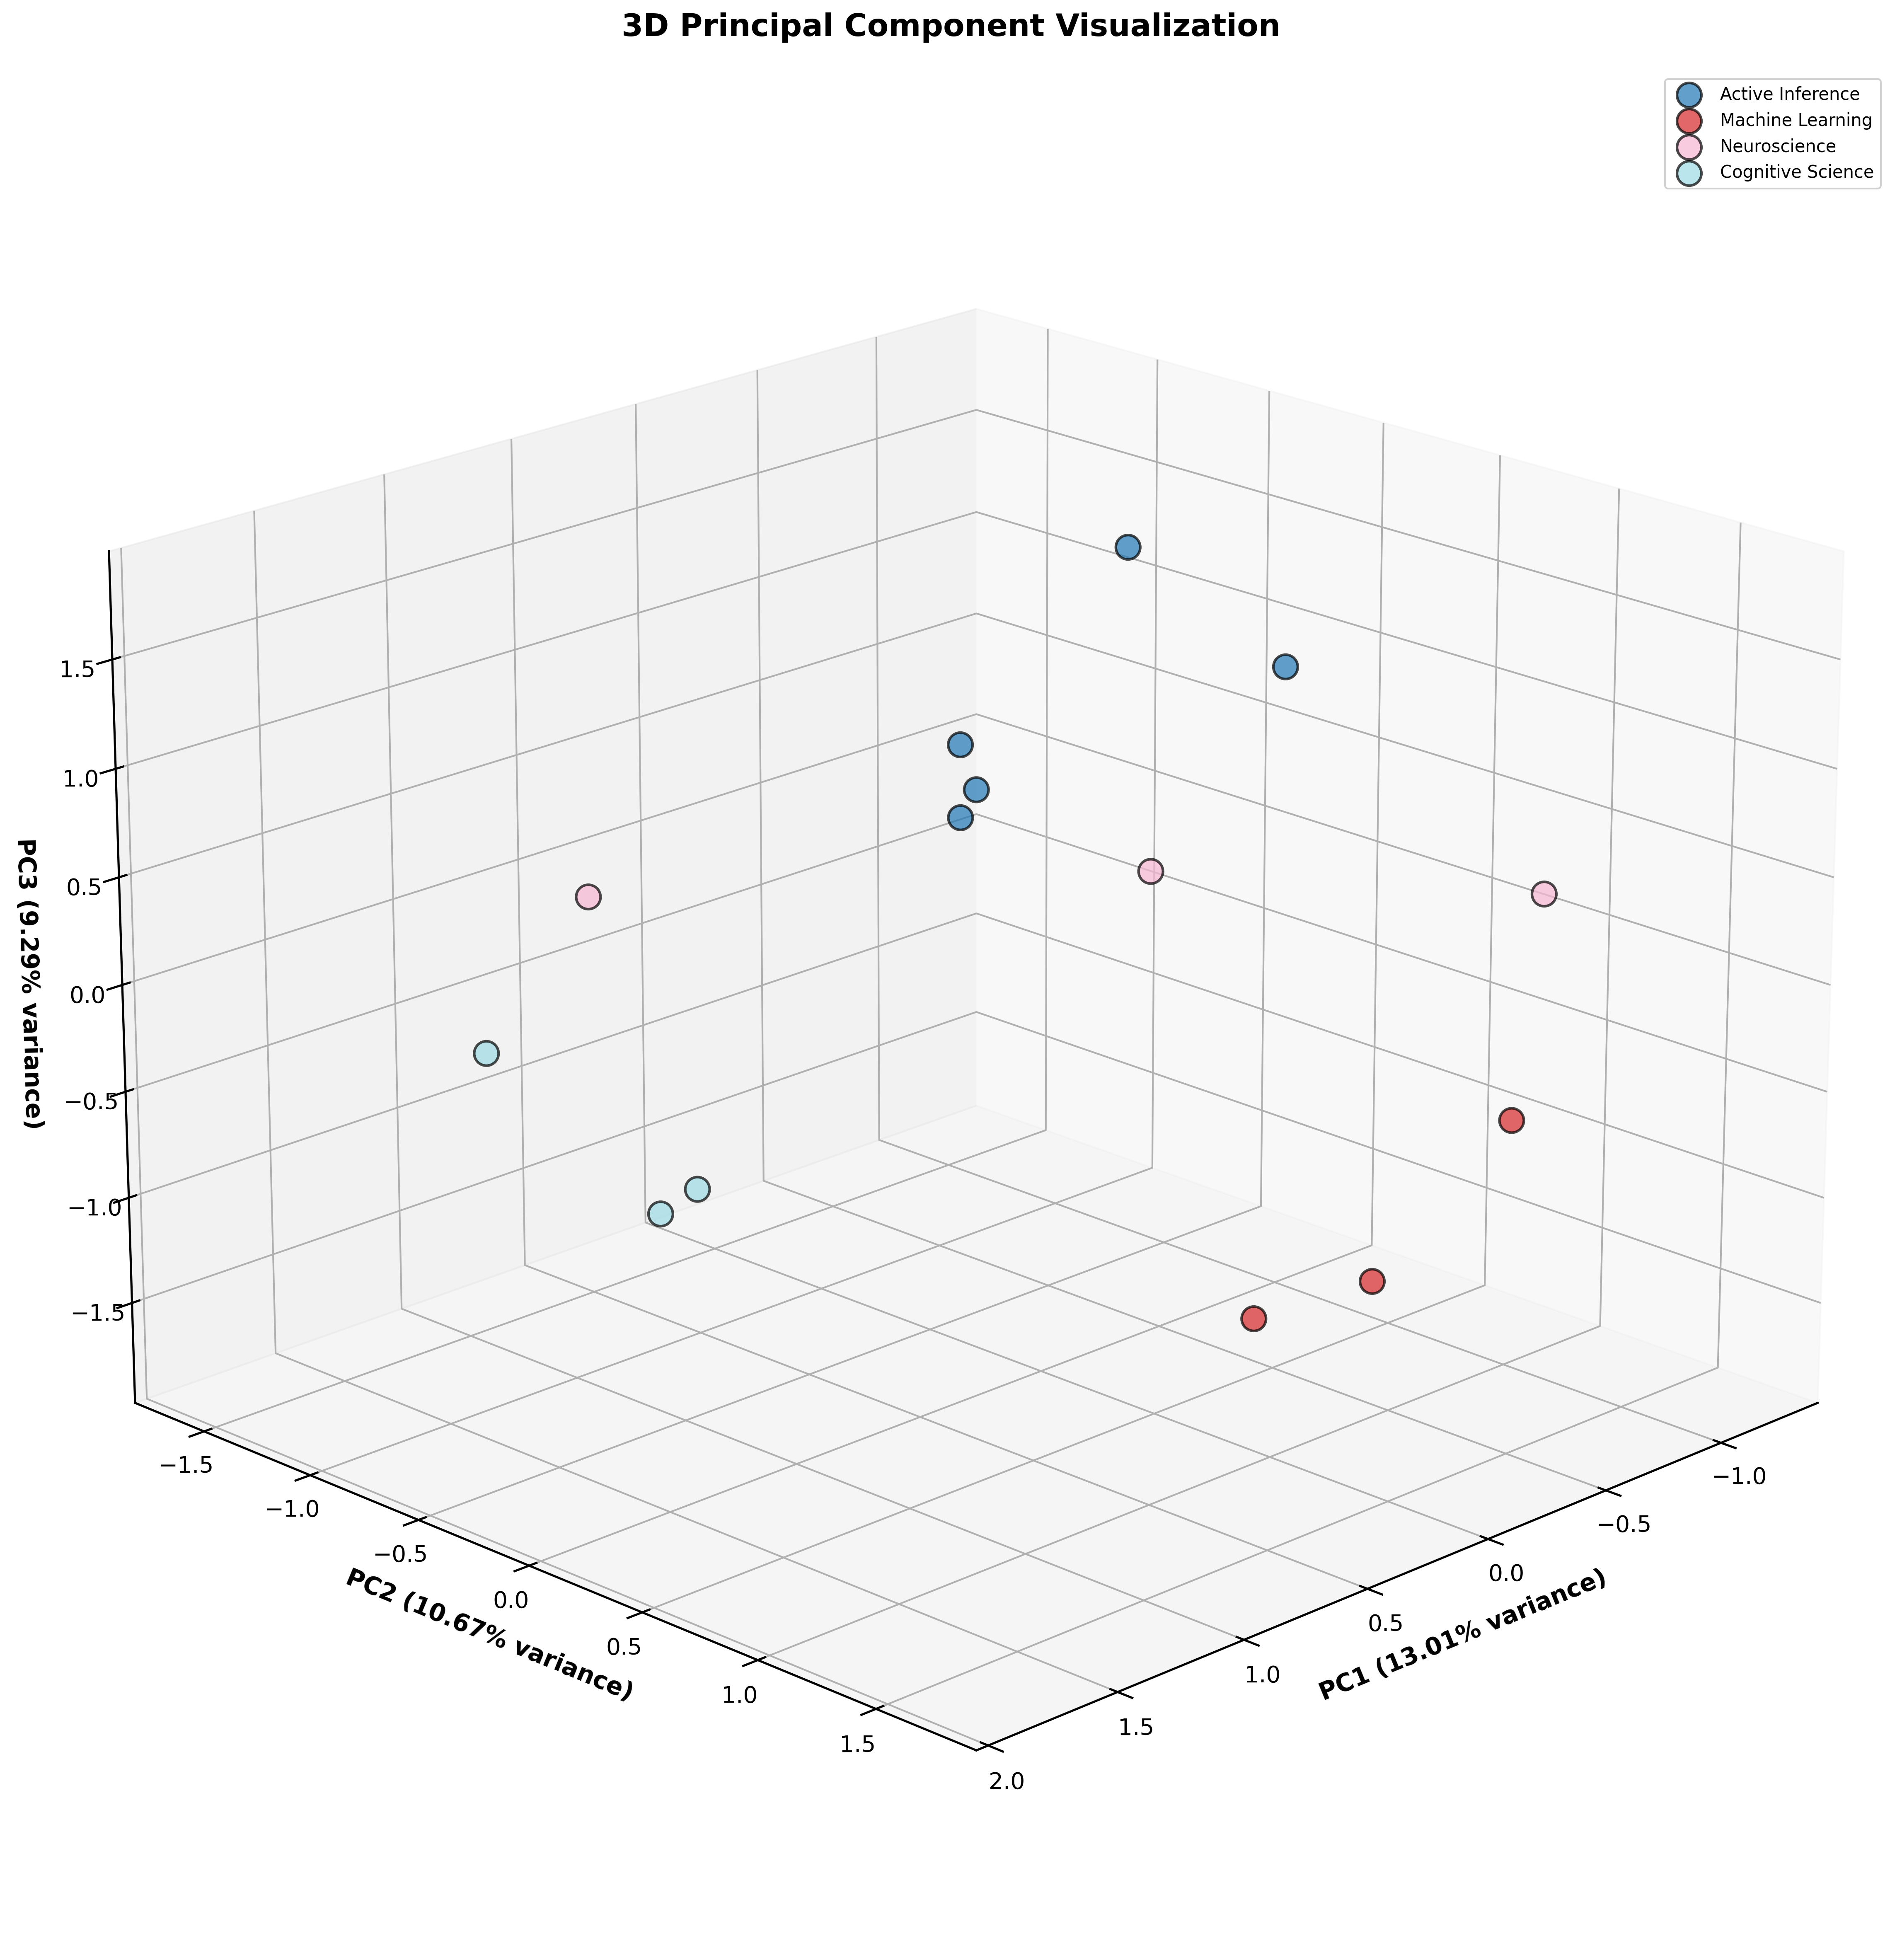 3D Principal Component Visualization
Active Inference
Machine Learning
Neuroscience
Cognitive Science
1.5
1.0
0.5
0.0
−0.5
−1.0
−1.5
PC3 (9.29% variance)
−1.5
−1.0
−0.5
0.0
0.5
1.0
1.5
PC2 (10.67% variance)
−1.0
−0.5
0.0
0.5
1.0
1.5
2.0
PC1 (13.01% variance)